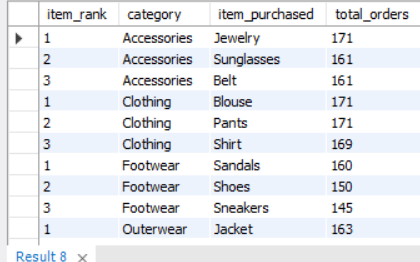 item_rank category item_purchased total_orders
1 Accessories Jewelry 171
2 Accessories Sunglasses 161
3 Accessories Belt 161
1 Clothing Blouse 171
2 Clothing Pants 171
3 Clothing Shirt 169
1 Footwear Sandals 160
2 Footwear Shoes 150
3 Footwear Sneakers 145
1 Outerwear Jacket 163
Result 8 ×